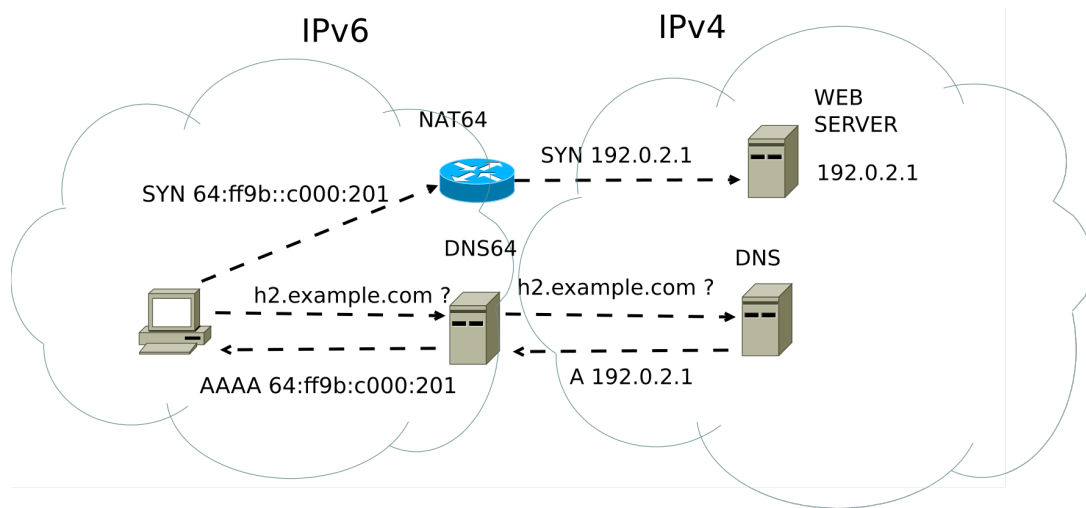 IPv6
IPv4
NAT64
WEB
SERVER
SYN 192.0.2.1
192.0.2.1
SYN 64:ff9b::c000:201
DNS64
DNS
h2.example.com ?
h2.example.com ?
AAAA 64:ff9b:c000:201
A 192.0.2.1